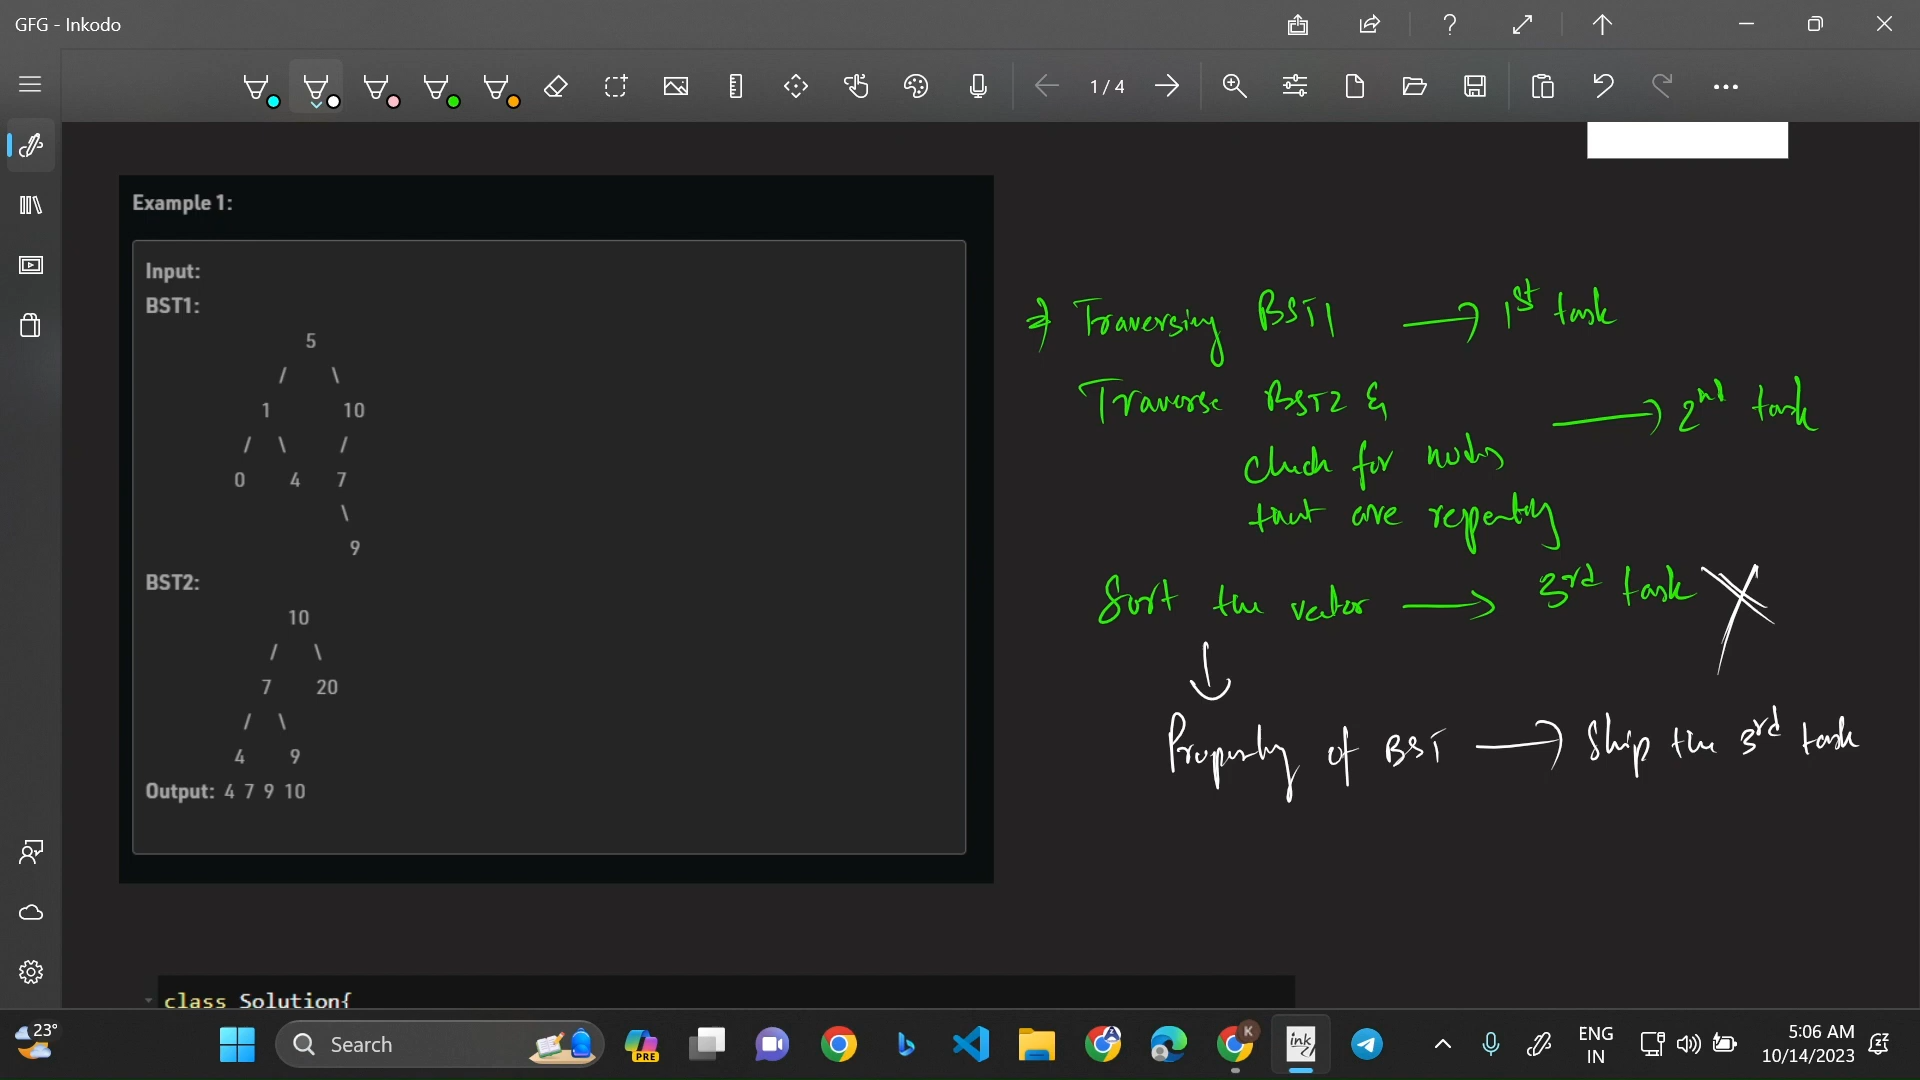 GFG - Inkodo
1 / 4
Example 1:
Input:
BST1:
5
/ \
1 10
/ \ /
0 4 7
\
9
BST2:
10
/ \
7 20
/ \
4 9
Output: 4 7 9 10
⇒ Traversing BST1 → 1st task
Traverse BST2 &
→ 2nd task
check for nodes
that are repeating
Sort the vector → 3rd task X
↓
Property of BST → Skip the 3rd task
class Solution{
23°
Search
PRE
K
ink
ENG
IN
5:06 AM
10/14/2023